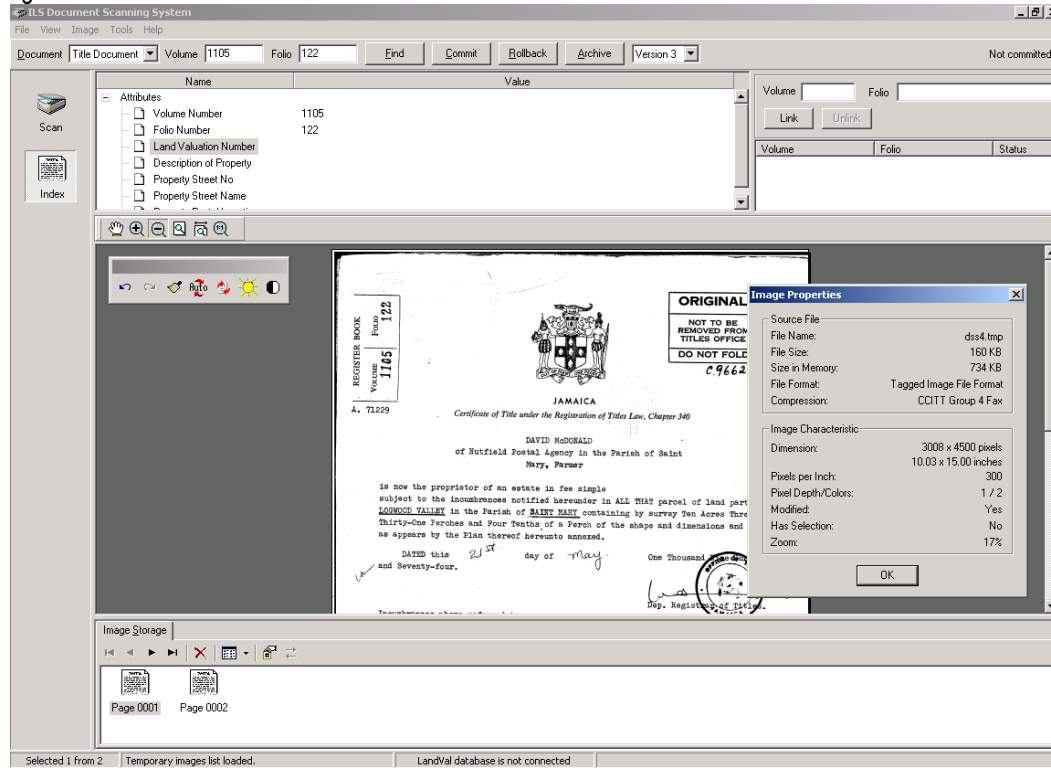 ILS Document Scanning System
File View Image Tools Help
Document Title Document Volume 1105 Folio 122 Find Commit Rollback Archive Version 3 Not committed
Scan
Index
Name Value
Attributes
Volume Number 1105
Folio Number 122
Land Valuation Number
Description of Property
Property Street No
Property Street Name
Volume Folio
Link Unlink
Volume Folio Status
Auto
REGISTER BOOK
VOLUME 1105 FOLIO 122
A. 71229
ORIGINAL
NOT TO BE
REMOVED FROM
TITLES OFFICE
DO NOT FOLD
C.9662
JAMAICA
Certificate of Title under the Registration of Titles Law, Chapter 340
DAVID McDONALD
of Nutfield Postal Agency in the Parish of Saint
Mary, Farmer
is now the proprietor of an estate in fee simple
subject to the incumbrances notified hereunder in ALL THAT parcel of land part
LOGWOOD VALLEY in the Parish of SAINT MARY containing by survey Ten Acres Thre
Thirty-One Perches and Four Tenths of a Perch of the shape and dimensions and
as appears by the Plan thereof hereunto annexed.
DATED this 21st day of May One Thousand
and Seventy-four.
Dep. Registrar of Titles.
Image Properties
Source File
File Name: dss4.tmp
File Size: 160 KB
Size in Memory: 734 KB
File Format: Tagged Image File Format
Compression: CCITT Group 4 Fax
Image Characteristic
Dimension: 3008 x 4500 pixels
10.03 x 15.00 inches
Pixels per Inch: 300
Pixel Depth/Colors: 1 / 2
Modified: Yes
Has Selection: No
Zoom: 17%
OK
Image Storage
Page 0001 Page 0002
Selected 1 from 2 Temporary images list loaded. LandVal database is not connected